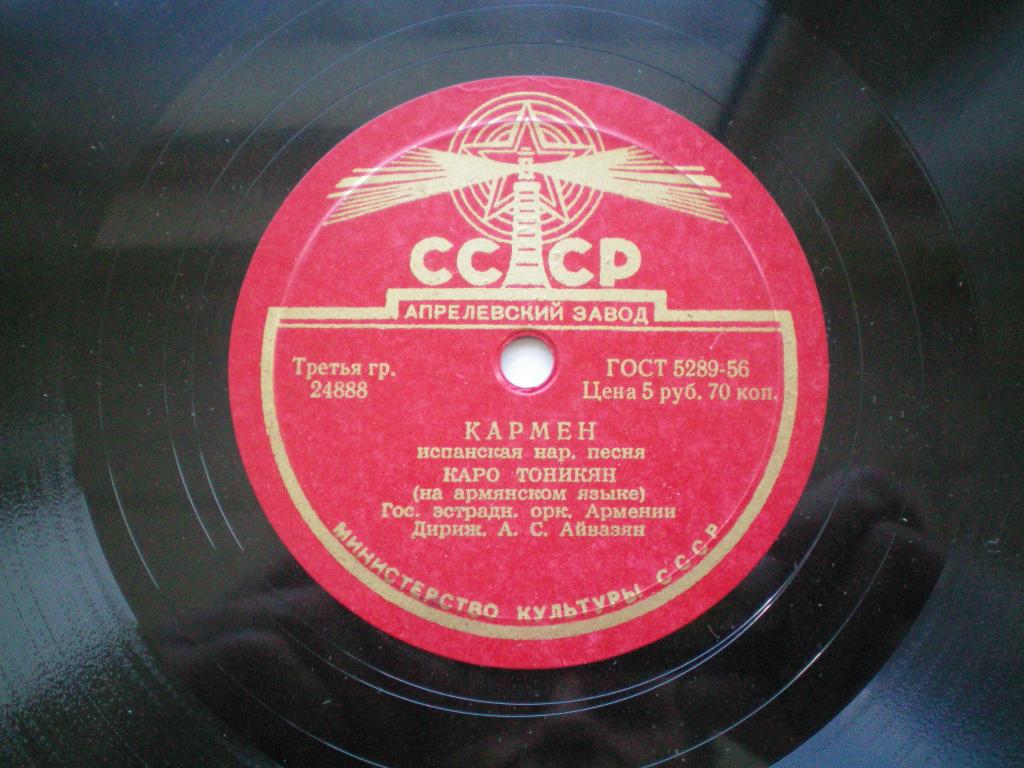 СССР
АПРЕЛЕВСКИЙ ЗАВОД
Третья гр.
24888
ГОСТ 5289-56
Цена 5 руб. 70 коп.
КАРМЕН
испанская нар. песня
КАРО ТОНИКЯН
(на армянском языке)
Гос. эстрадн. орк. Армении
Дириж. А. С. Айвазян
МИНИСТЕРСТВО КУЛЬТУРЫ СССР